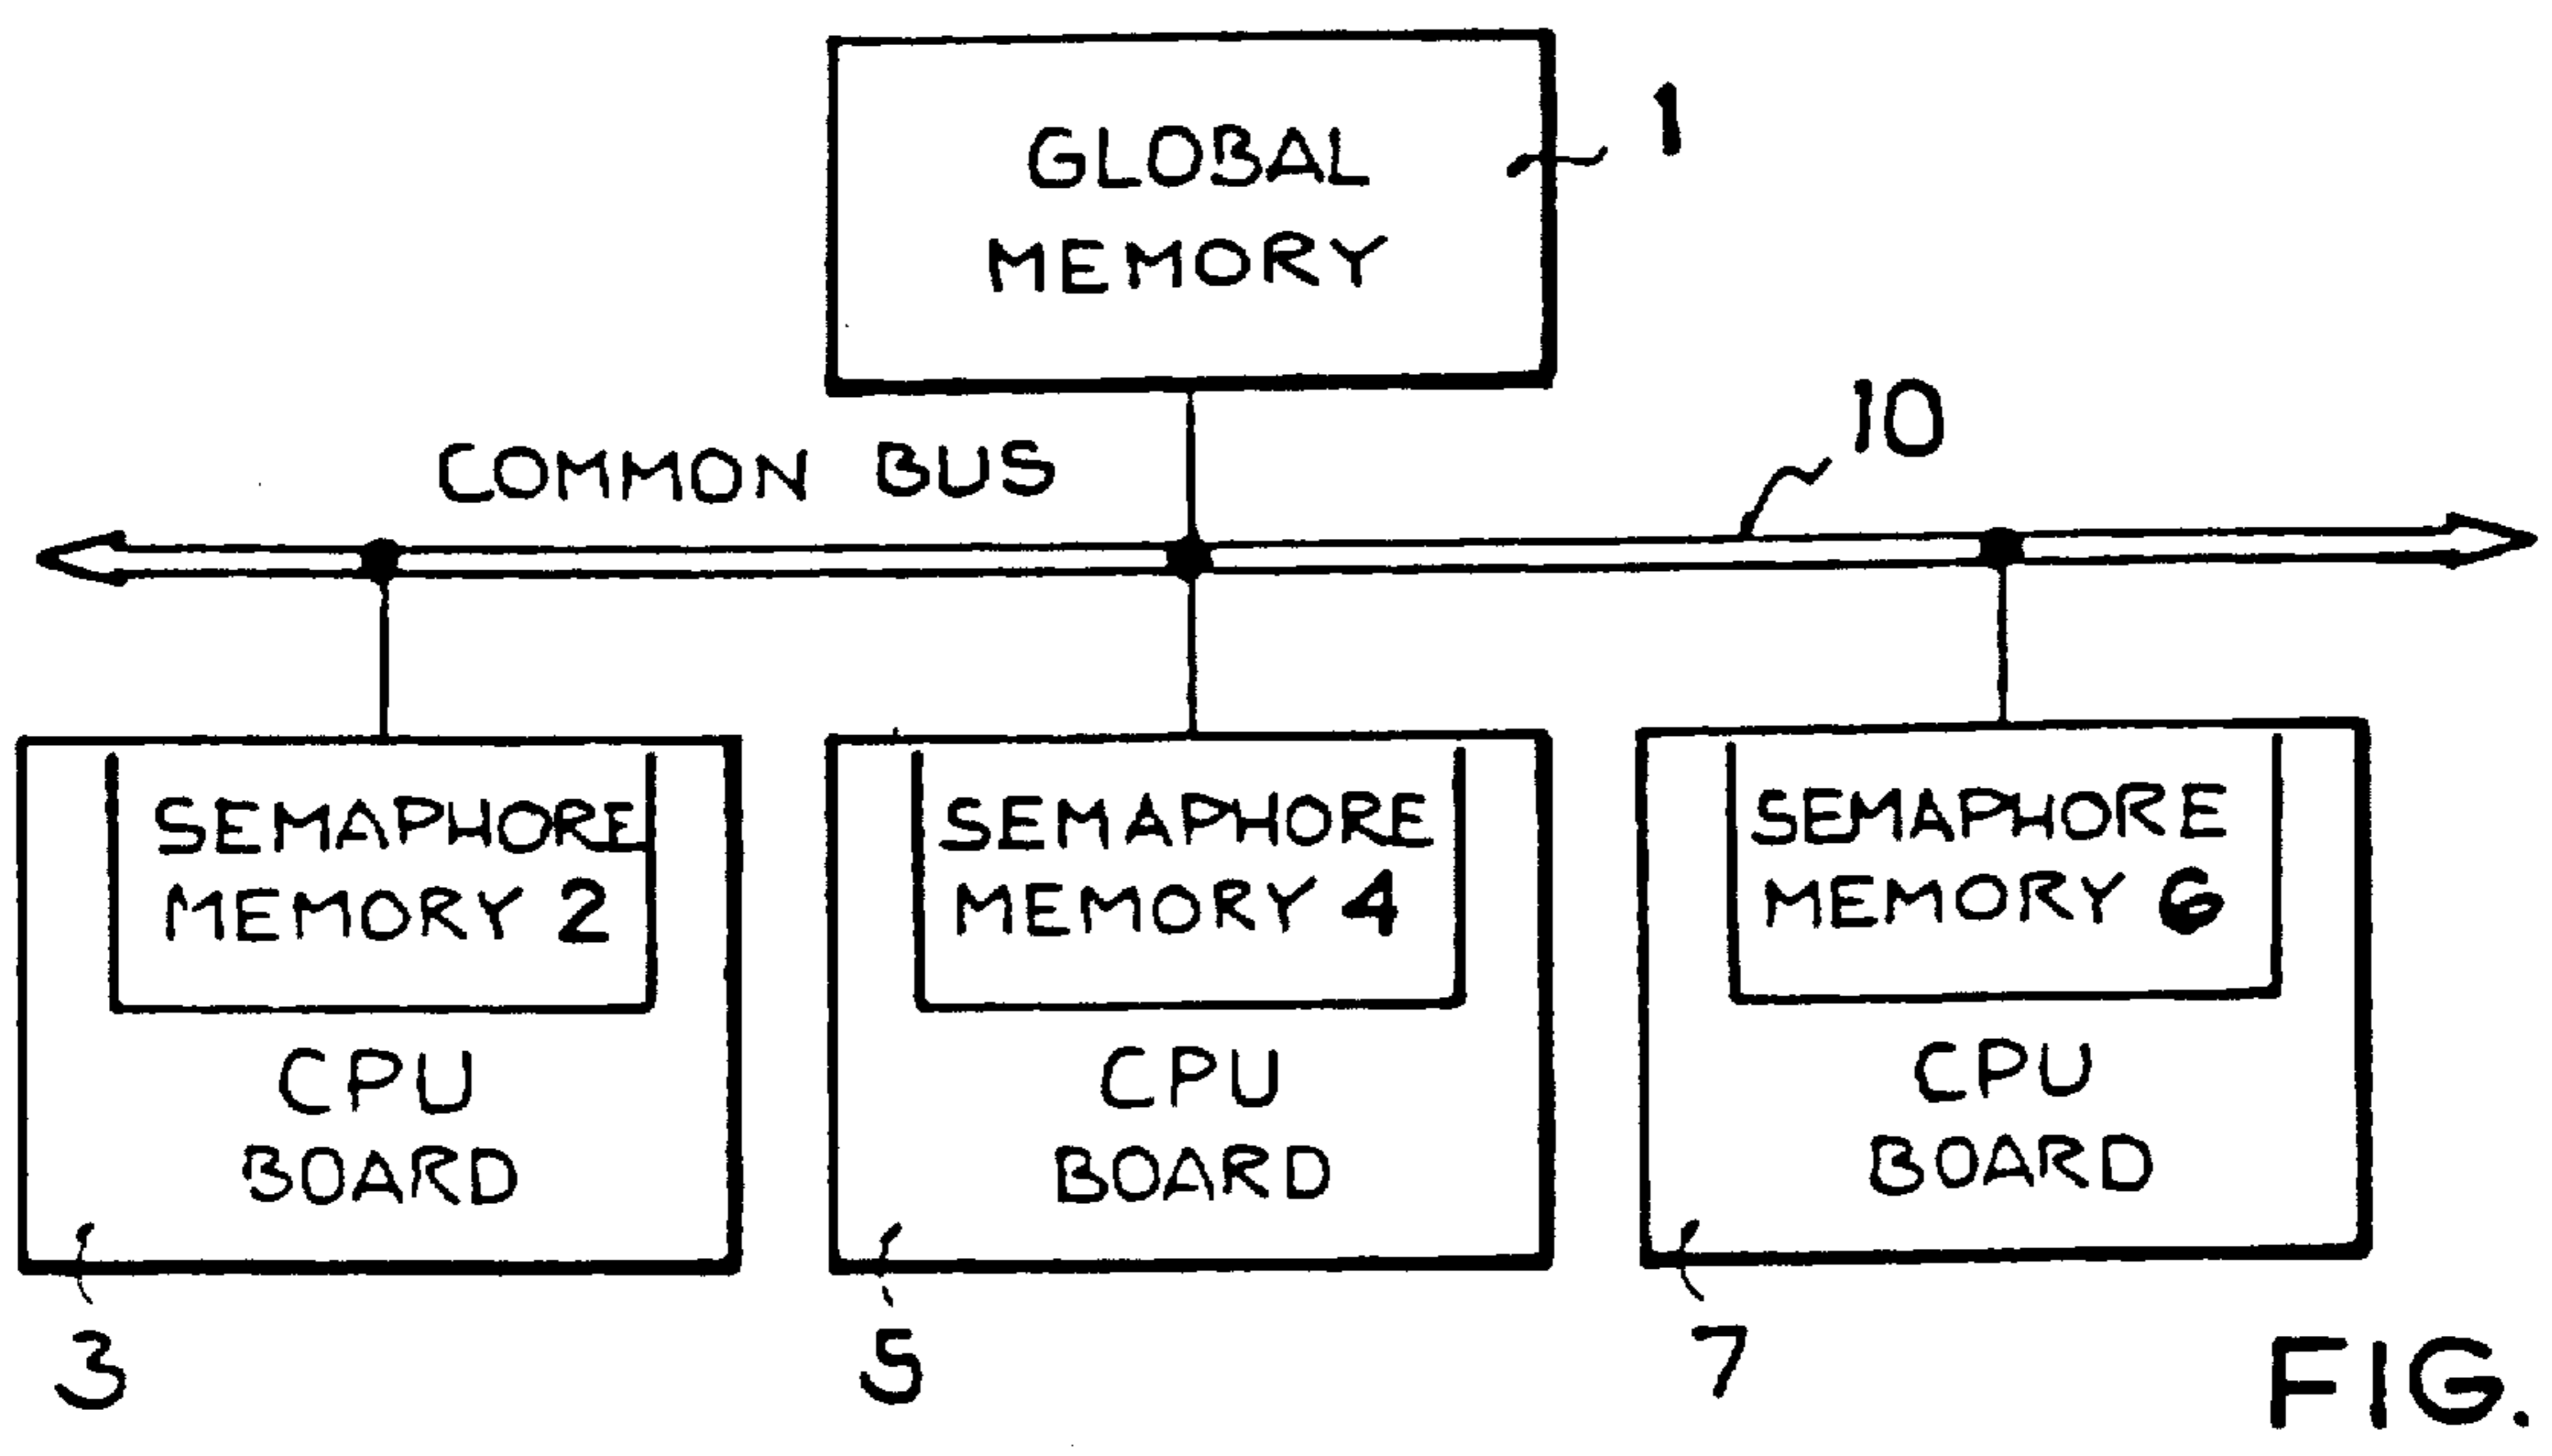 GLOBAL
MEMORY
1
COMMON BUS
10
SEMAPHORE
MEMORY 2
CPU
BOARD
3
SEMAPHORE
MEMORY 4
CPU
BOARD
5
SEMAPHORE
MEMORY 6
CPU
BOARD
7
FIG.